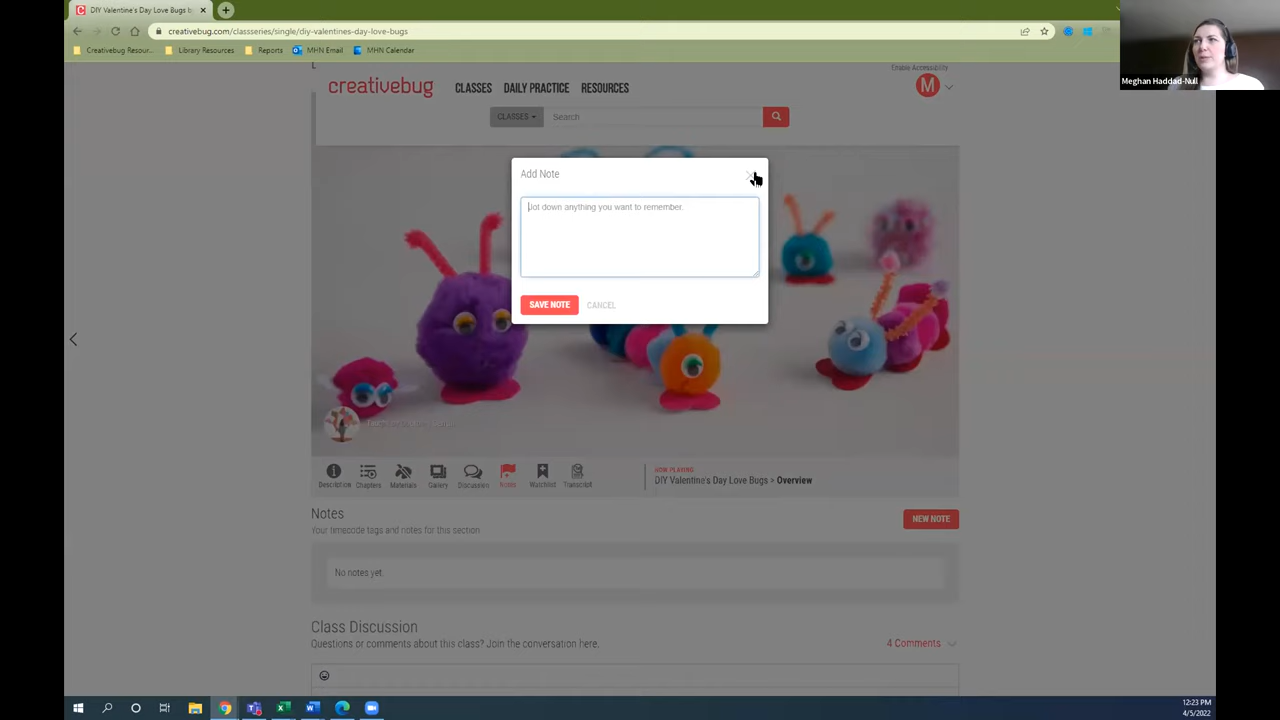 DIY Valentine's Day Love Bugs b
creativebug.com/classseries/single/diy-valentines-day-love-bugs
Creativebug Resour...
Library Resources
Reports
MHN Email
MHN Calendar
Meghan Haddad-Null
Enable Accessibility
creativebug
CLASSES
DAILY PRACTICE
RESOURCES
M
CLASSES
Search
Add Note
Jot down anything you want to remember.
SAVE NOTE
CANCEL
Description
Chapters
Materials
Gallery
Discussion
Notes
Watchlist
Transcript
NOW PLAYING
DIY Valentine's Day Love Bugs > Overview
Notes
NEW NOTE
Your timecode tags and notes for this section
No notes yet.
Class Discussion
Questions or comments about this class? Join the conversation here.
4 Comments
12:23 PM
4/5/2022